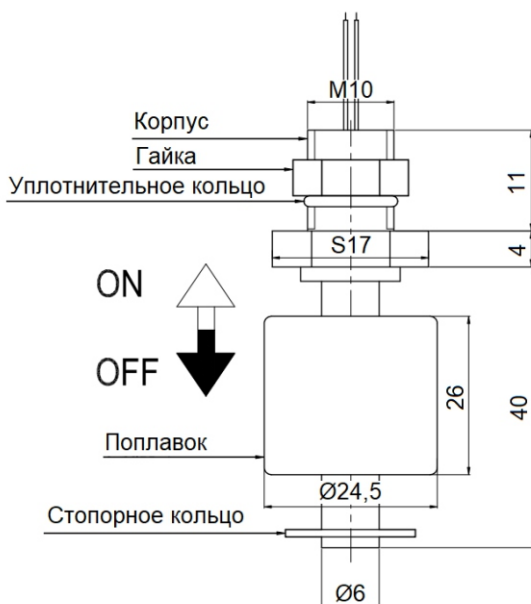 M10
Корпус
Гайка
Уплотнительное кольцо
11
S17
4
ON
OFF
26
40
Поплавок
Ø24,5
Стопорное кольцо
Ø6